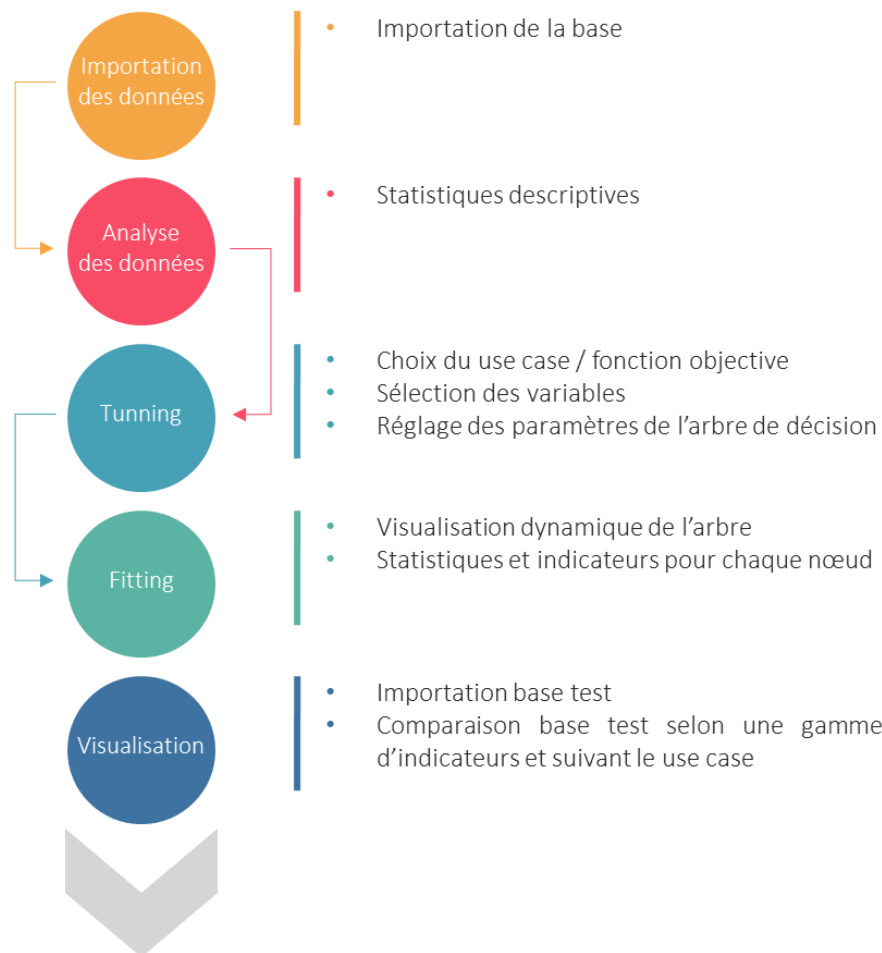 Importation
des données
• Importation de la base
Analyse
des données
• Statistiques descriptives
Tunning
• Choix du use case / fonction objective
• Sélection des variables
• Réglage des paramètres de l’arbre de décision
Fitting
• Visualisation dynamique de l’arbre
• Statistiques et indicateurs pour chaque nœud
Visualisation
• Importation base test
• Comparaison base test selon une gamme
d’indicateurs et suivant le use case